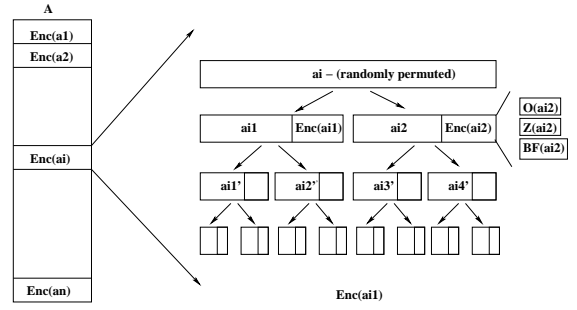 A
Enc(a1)
Enc(a2)
Enc(ai)
Enc(an)
ai – (randomly permuted)
ai1 Enc(ai1) ai2 Enc(ai2)
O(ai2)
Z(ai2)
BF(ai2)
ai1' ai2' ai3' ai4'
Enc(ai1)